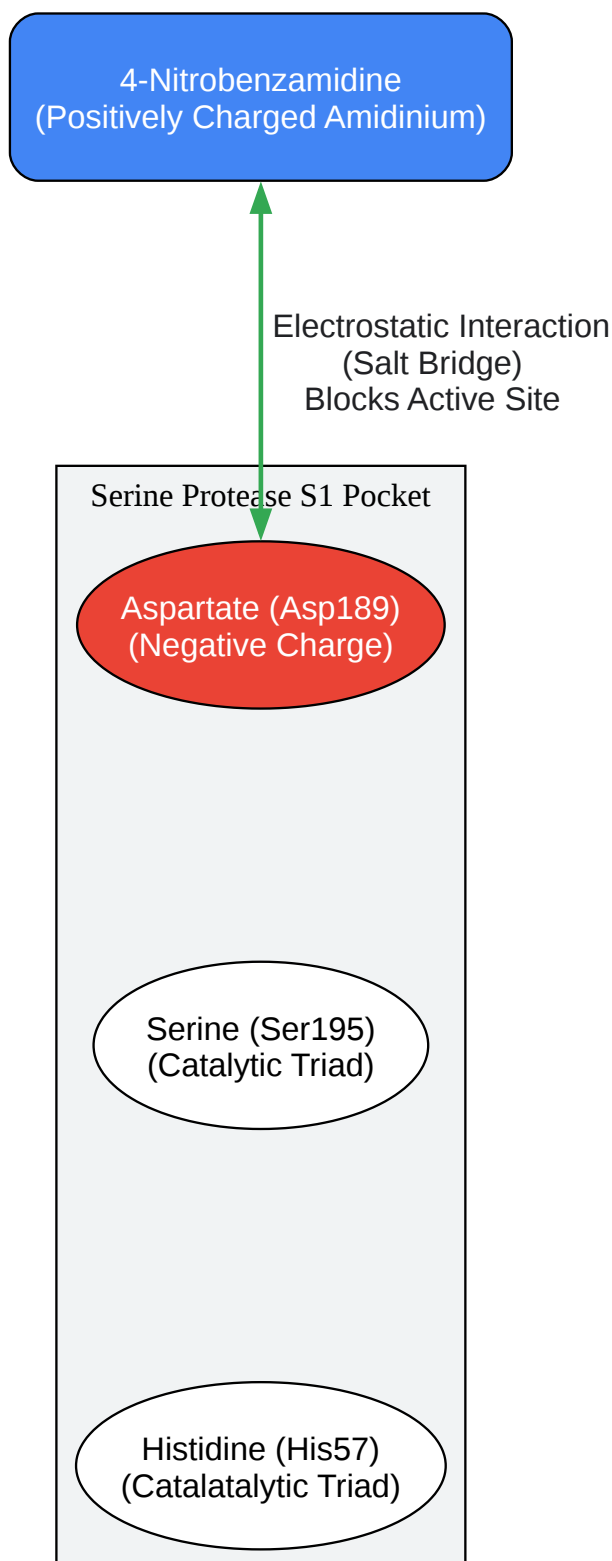 4-Nitrobenzamidine
(Positively Charged Amidinium)
Electrostatic Interaction
(Salt Bridge)
Blocks Active Site
Serine Protease S1 Pocket
Aspartate (Asp189)
(Negative Charge)
Serine (Ser195)
(Catalytic Triad)
Histidine (His57)
(Catalatalytic Triad)